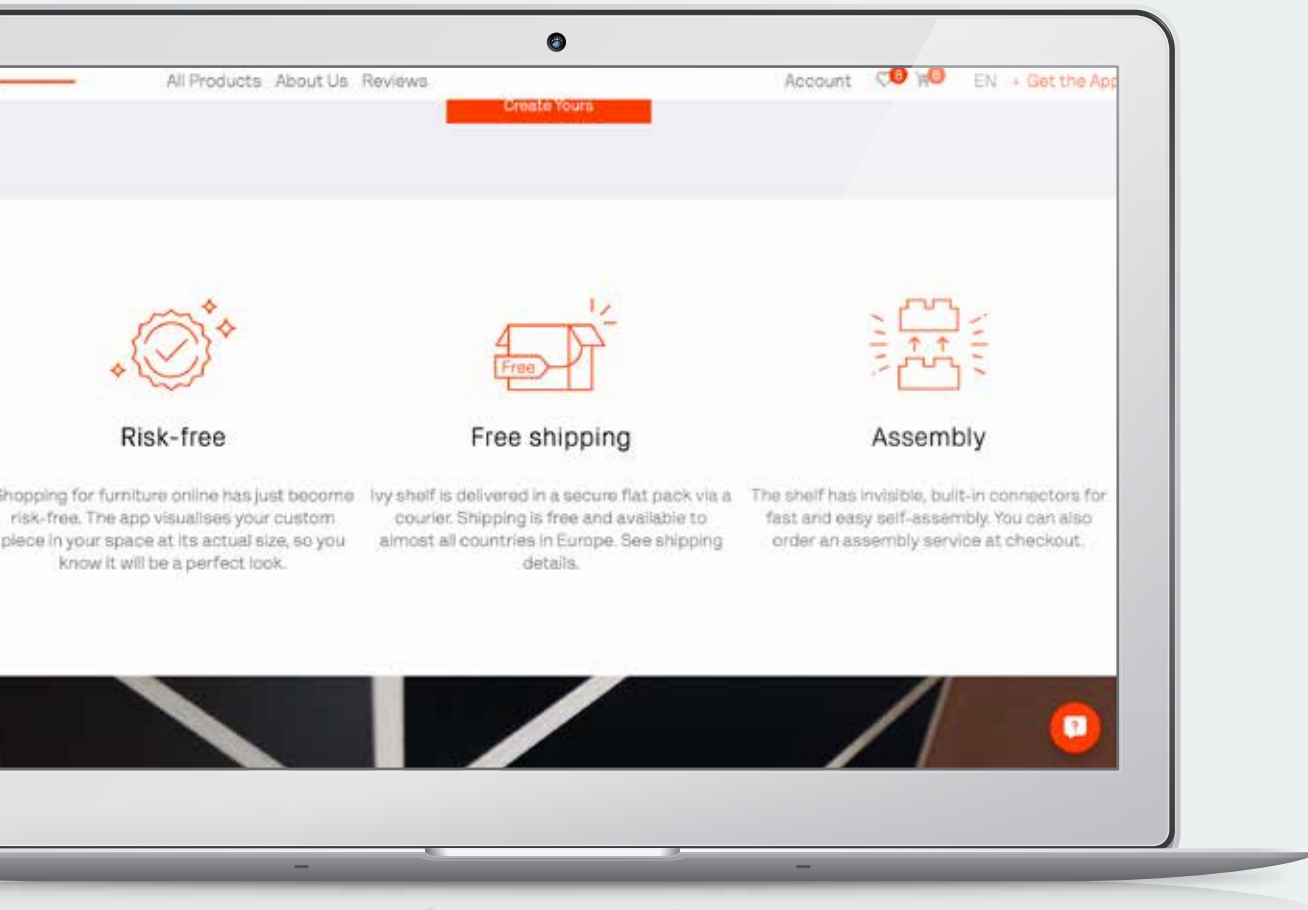 All Products About Us Reviews Account 8 6 EN + Get the App
Create Yours
Free
Risk-free
Free shipping
Assembly
Shopping for furniture online has just become
risk-free. The app visualises your custom
piece in your space at its actual size, so you
know it will be a perfect look.
Ivy shelf is delivered in a secure flat pack via a
courier. Shipping is free and available to
almost all countries in Europe. See shipping
details.
The shelf has invisible, built-in connectors for
fast and easy self-assembly. You can also
order an assembly service at checkout.
?